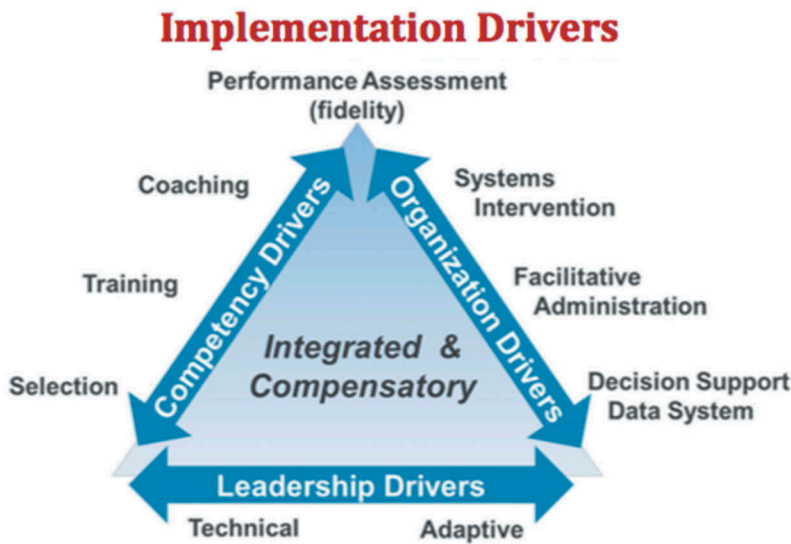 Implementation Drivers
Performance Assessment
(fidelity)
Coaching
Training
Selection
Competency Drivers
Organization Drivers
Systems
Intervention
Facilitative
Administration
Decision Support
Data System
Integrated &
Compensatory
Leadership Drivers
Technical
Adaptive